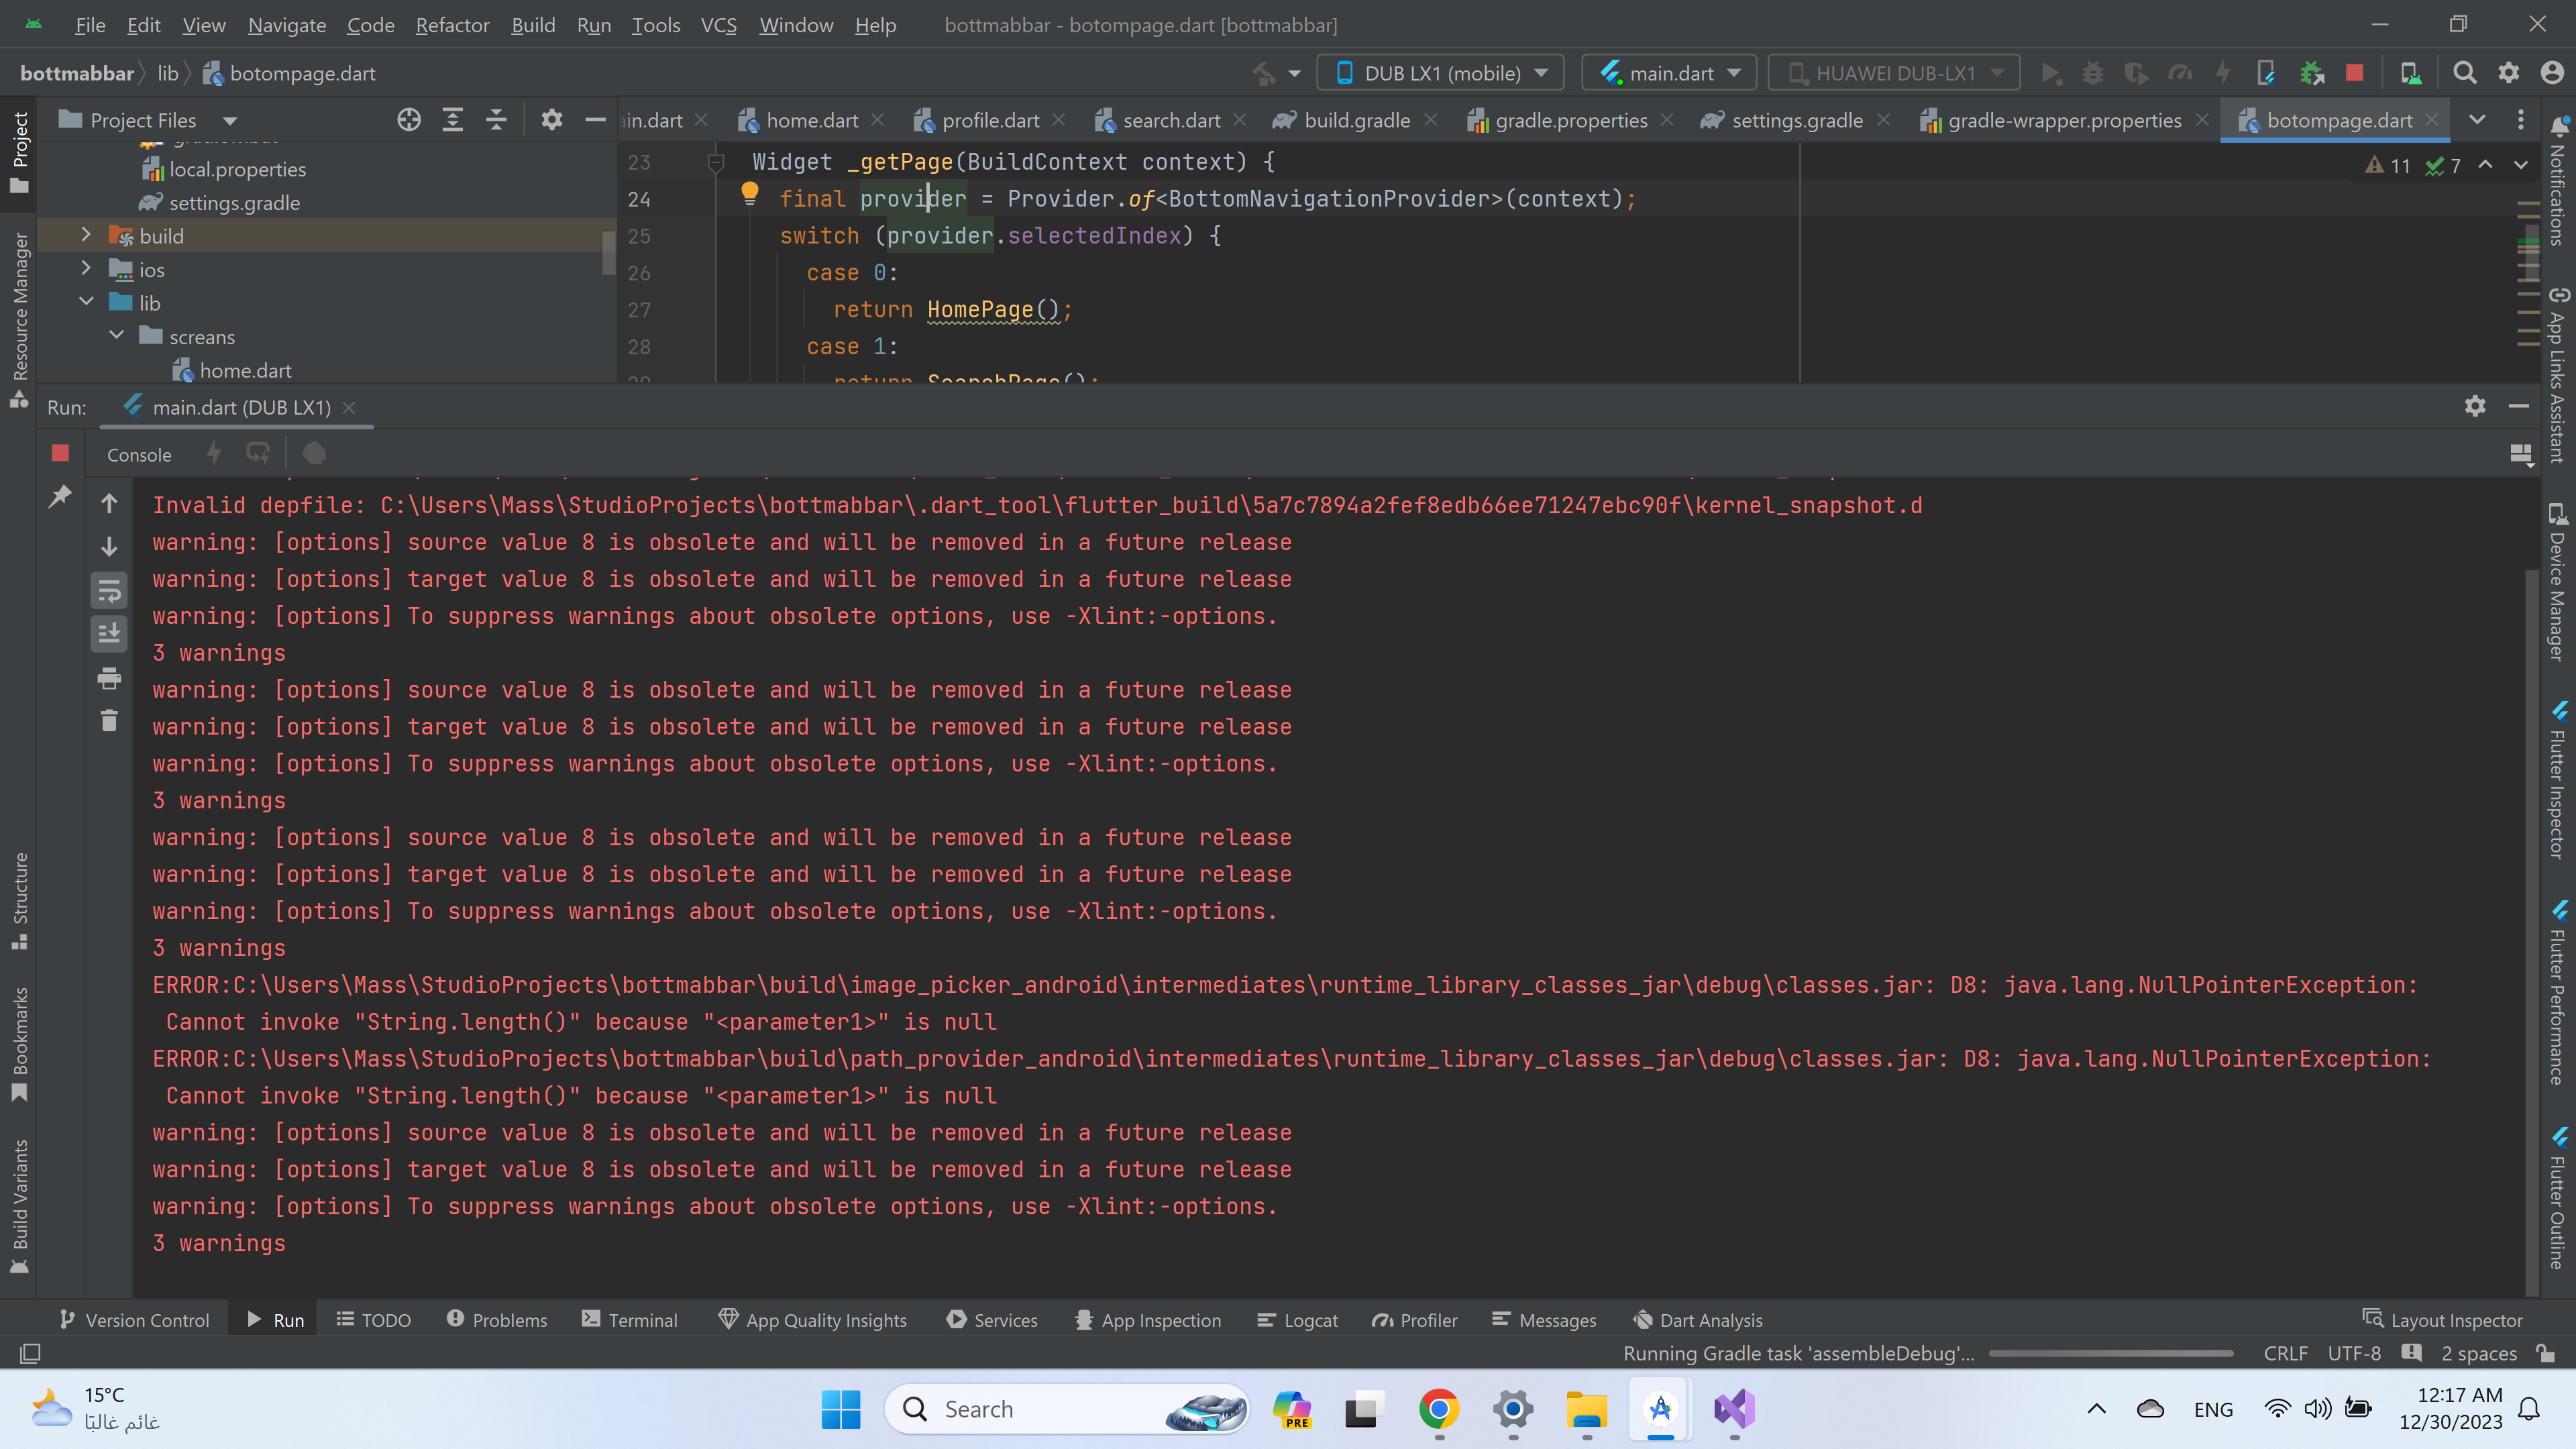 File Edit View Navigate Code Refactor Build Run Tools VCS Window Help bottmabbar - botompage.dart [bottmabbar]
bottmabbar lib botompage.dart DUB LX1 (mobile) main.dart HUAWEI DUB-LX1
Project Files
ain.dart home.dart profile.dart search.dart build.gradle gradle.properties settings.gradle gradle-wrapper.properties botompage.dart
local.properties
settings.gradle
build
ios
lib
screans
home.dart
23 Widget _getPage(BuildContext context) {
24 final provider = Provider.of<BottomNavigationProvider>(context);
25 switch (provider.selectedIndex) {
26 case 0:
27 return HomePage();
28 case 1:
return SearchPage();
11 7
Project
Resource Manager
Structure
Bookmarks
Build Variants
Notifications
App Links Assistant
Device Manager
Flutter Inspector
Flutter Performance
Flutter Outline
Run: main.dart (DUB LX1)
Console
Invalid depfile: C:\Users\Mass\StudioProjects\bottmabbar\.dart_tool\flutter_build\5a7c7894a2fef8edb66ee71247ebc90f\kernel_snapshot.d
warning: [options] source value 8 is obsolete and will be removed in a future release
warning: [options] target value 8 is obsolete and will be removed in a future release
warning: [options] To suppress warnings about obsolete options, use -Xlint:-options.
3 warnings
warning: [options] source value 8 is obsolete and will be removed in a future release
warning: [options] target value 8 is obsolete and will be removed in a future release
warning: [options] To suppress warnings about obsolete options, use -Xlint:-options.
3 warnings
warning: [options] source value 8 is obsolete and will be removed in a future release
warning: [options] target value 8 is obsolete and will be removed in a future release
warning: [options] To suppress warnings about obsolete options, use -Xlint:-options.
3 warnings
ERROR:C:\Users\Mass\StudioProjects\bottmabbar\build\image_picker_android\intermediates\runtime_library_classes_jar\debug\classes.jar: D8: java.lang.NullPointerException:
Cannot invoke "String.length()" because "<parameter1>" is null
ERROR:C:\Users\Mass\StudioProjects\bottmabbar\build\path_provider_android\intermediates\runtime_library_classes_jar\debug\classes.jar: D8: java.lang.NullPointerException:
Cannot invoke "String.length()" because "<parameter1>" is null
warning: [options] source value 8 is obsolete and will be removed in a future release
warning: [options] target value 8 is obsolete and will be removed in a future release
warning: [options] To suppress warnings about obsolete options, use -Xlint:-options.
3 warnings
Version Control Run TODO Problems Terminal App Quality Insights Services App Inspection Logcat Profiler Messages Dart Analysis Layout Inspector
Running Gradle task 'assembleDebug'... CRLF UTF-8 2 spaces
15°C
غائم غالبًا
Search
PRE
ENG
12:17 AM
12/30/2023